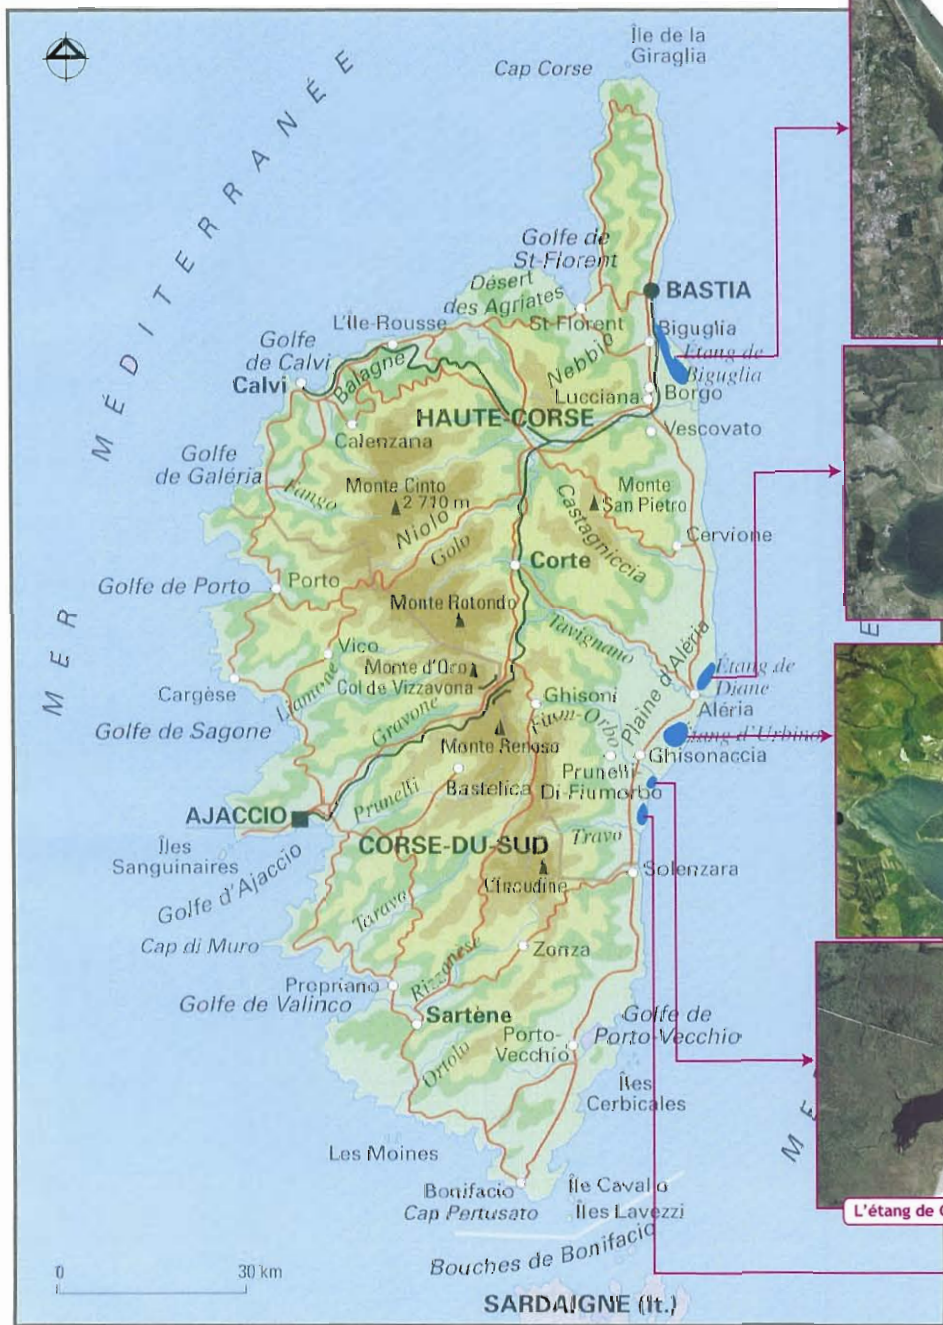 Île de la
Giraglia
Cap Corse
MER MÉDITERRANÉE
Golfe de
St-Florent
Désert
des Agriates
BASTIA
L'Île-Rousse
St-Florent
Biguglia
Étang de
Biguglia
Golfe
de Calvi
Calvi
Balagne
Nebbio
Lucciana
Borgo
HAUTE-CORSE
Vescovato
Calenzana
Golfe
de Galéria
Fango
Monte Cinto
2 710 m
Niolo
Golo
Monte
San Pietro
Castagniccia
Cervione
Corte
Golfe de Porto
Porto
Monte Rotondo
Tavignano
Vico
Monte d'Oro
Col de Vizzavona
Plaine d'Aléria
Étang de
Diane
Aléria
Cargèse
Liamone
Ghisoni
Fium-Orbo
Golfe de Sagone
Gravone
Étang d'Urbino
Monte Renoso
Ghisonaccia
Prunelli-
Di-Fiumorbo
Prunelli
Bastelica
AJACCIO
CORSE-DU-SUD
Travo
Îles
Sanguinaires
Golfe d'Ajaccio
L'Incudine
Solenzara
Taravo
Cap di Muro
Zonza
Rizzanese
Propriano
Golfe de Valinco
Sartène
Golfe de
Porto-Vecchio
Porto-
Vecchio
Ortolo
Îles
Cerbicales
Les Moines
Bonifacio
Cap Pertusato
Île Cavallo
Îles Lavezzi
Bouches de Bonifacio
0 30 km
SARDAIGNE (It.)
L'étang de